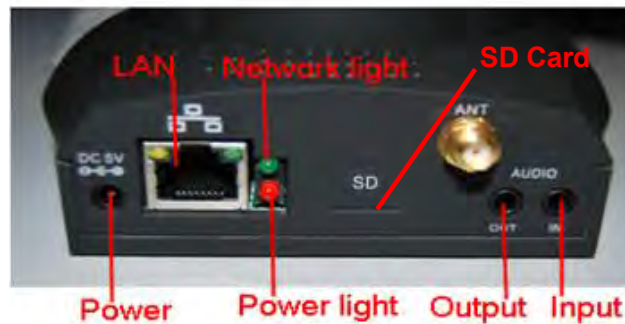 LAN
Network light
SD Card
ANT
DC 5V
SD
AUDIO
OUT
IN
Power
Power light
Output
Input